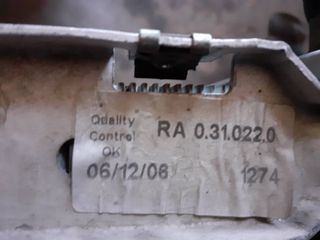 Quality
Control RA 0.31.022.0
OK
06/12/06 1274